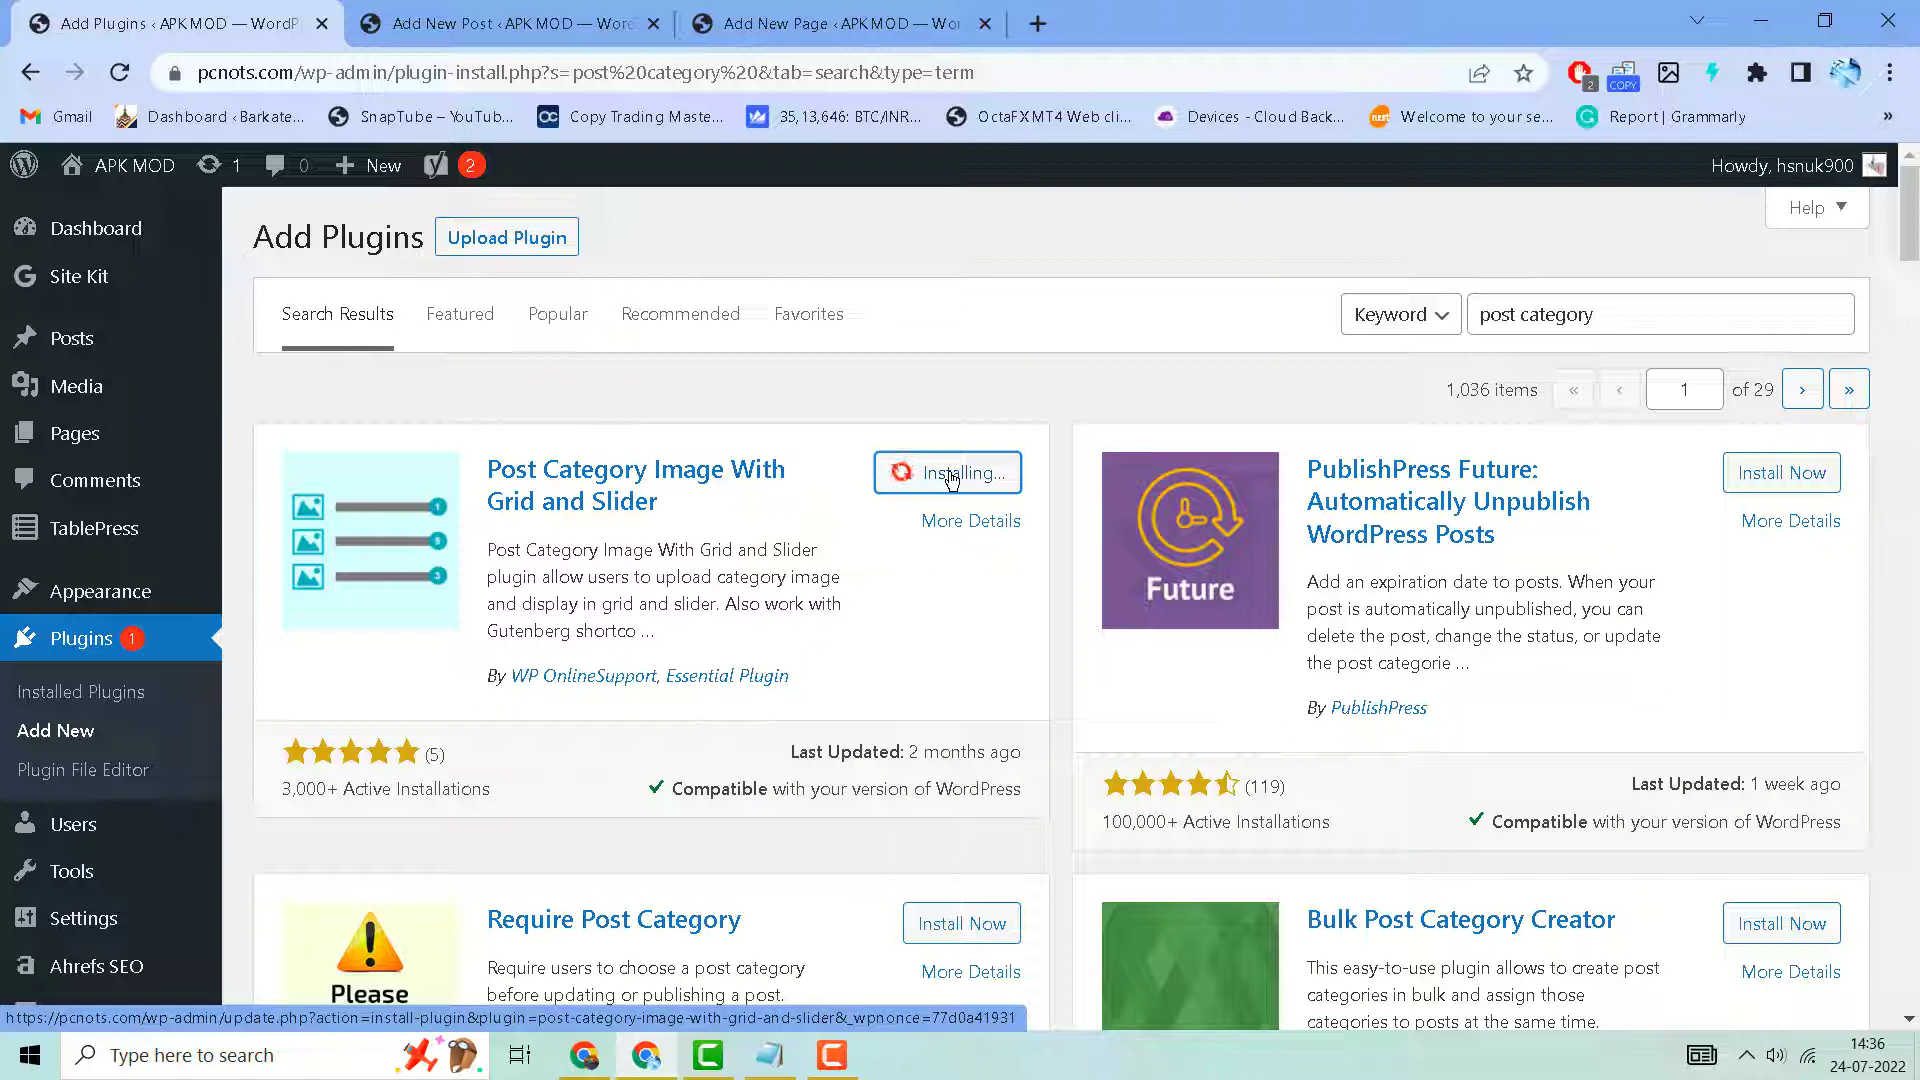 Add Plugins ‹ APK MOD — WordP
Add New Post ‹ APK MOD — Word
Add New Page ‹ APK MOD — Wor
pcnots.com/wp-admin/plugin-install.php?s=post%20category%20&tab=search&type=term
2
COPY
Gmail
Dashboard ‹ Barkate...
SnapTube – YouTub...
Copy Trading Maste...
35,13,646: BTC/INR...
OctaFX MT4 Web cli...
Devices - Cloud Back...
Welcome to your se...
Report | Grammarly
»
APK MOD
1
0
New
2
Howdy, hsnuk900
Dashboard
Site Kit
Posts
Media
Pages
Comments
TablePress
Appearance
Plugins 1
Installed Plugins
Add New
Plugin File Editor
Users
Tools
Settings
Ahrefs SEO
Help
Add Plugins
Upload Plugin
Search Results
Featured
Popular
Recommended
Favorites
Keyword
post category
1,036 items
«
‹
1
of 29
›
»
Post Category Image With
Grid and Slider
Installing...
More Details
Post Category Image With Grid and Slider
plugin allow users to upload category image
and display in grid and slider. Also work with
Gutenberg shortco ...
By WP OnlineSupport, Essential Plugin
1
5
3
(5)
Last Updated: 2 months ago
3,000+ Active Installations
Compatible with your version of WordPress
Future
PublishPress Future:
Automatically Unpublish
WordPress Posts
Install Now
More Details
Add an expiration date to posts. When your
post is automatically unpublished, you can
delete the post, change the status, or update
the post categorie ...
By PublishPress
(119)
Last Updated: 1 week ago
100,000+ Active Installations
Compatible with your version of WordPress
Please
Require Post Category
Install Now
More Details
Require users to choose a post category
before updating or publishing a post.
Bulk Post Category Creator
Install Now
More Details
This easy-to-use plugin allows to create post
categories in bulk and assign those
categories to posts at the same time.
https://pcnots.com/wp-admin/update.php?action=install-plugin&plugin=post-category-image-with-grid-and-slider&_wpnonce=77d0a41931
Type here to search
14:36
24-07-2022